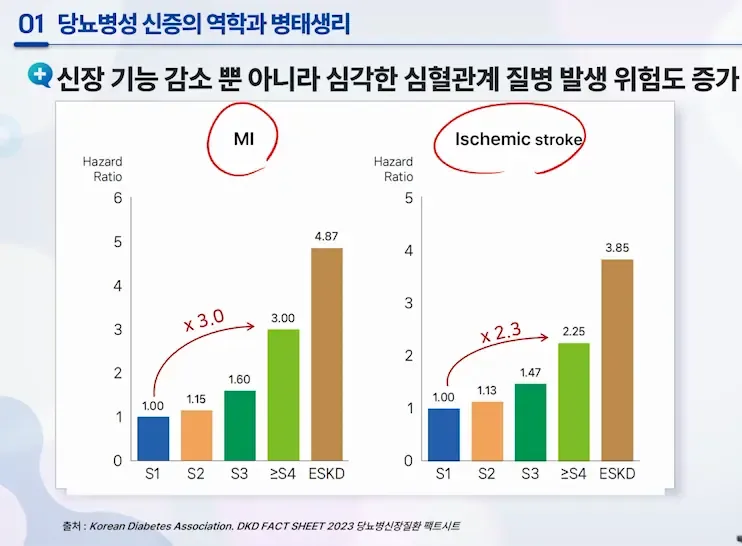 01 당뇨병성 신증의 역학과 병태생리
신장 기능 감소 뿐 아니라 심각한 심혈관계 질병 발생 위험도 증가
MI
Hazard
Ratio
6
5
4
3
2
1
0
x 3.0
1.00
1.15
1.60
3.00
4.87
S1 S2 S3 ≥S4 ESKD
Ischemic stroke
Hazard
Ratio
5
4
3
2
1
0
x 2.3
1.00
1.13
1.47
2.25
3.85
S1 S2 S3 ≥S4 ESKD
출처 : Korean Diabetes Association. DKD FACT SHEET 2023 당뇨병신장질환 팩트시트